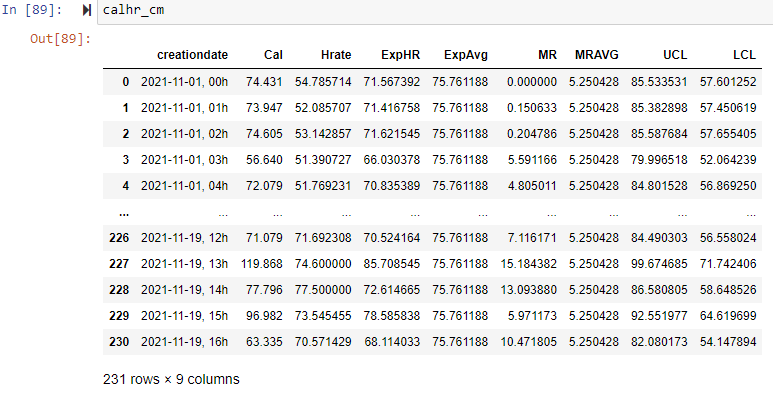 In [89]: calhr_cm
Out[89]:
creationdate Cal Hrate ExpHR ExpAvg MR MRAVG UCL LCL
0 2021-11-01, 00h 74.431 54.785714 71.567392 75.761188 0.000000 5.250428 85.533531 57.601252
1 2021-11-01, 01h 73.947 52.085707 71.416758 75.761188 0.150633 5.250428 85.382898 57.450619
2 2021-11-01, 02h 74.605 53.142857 71.621545 75.761188 0.204786 5.250428 85.587684 57.655405
3 2021-11-01, 03h 56.640 51.390727 66.030378 75.761188 5.591166 5.250428 79.996518 52.064239
4 2021-11-01, 04h 72.079 51.769231 70.835389 75.761188 4.805011 5.250428 84.801528 56.869250
... ... ... ... ... ... ... ... ... ...
226 2021-11-19, 12h 71.079 71.692308 70.524164 75.761188 7.116171 5.250428 84.490303 56.558024
227 2021-11-19, 13h 119.868 74.600000 85.708545 75.761188 15.184382 5.250428 99.674685 71.742406
228 2021-11-19, 14h 77.796 77.500000 72.614665 75.761188 13.093880 5.250428 86.580805 58.648526
229 2021-11-19, 15h 96.982 73.545455 78.585838 75.761188 5.971173 5.250428 92.551977 64.619699
230 2021-11-19, 16h 63.335 70.571429 68.114033 75.761188 10.471805 5.250428 82.080173 54.147894
231 rows × 9 columns